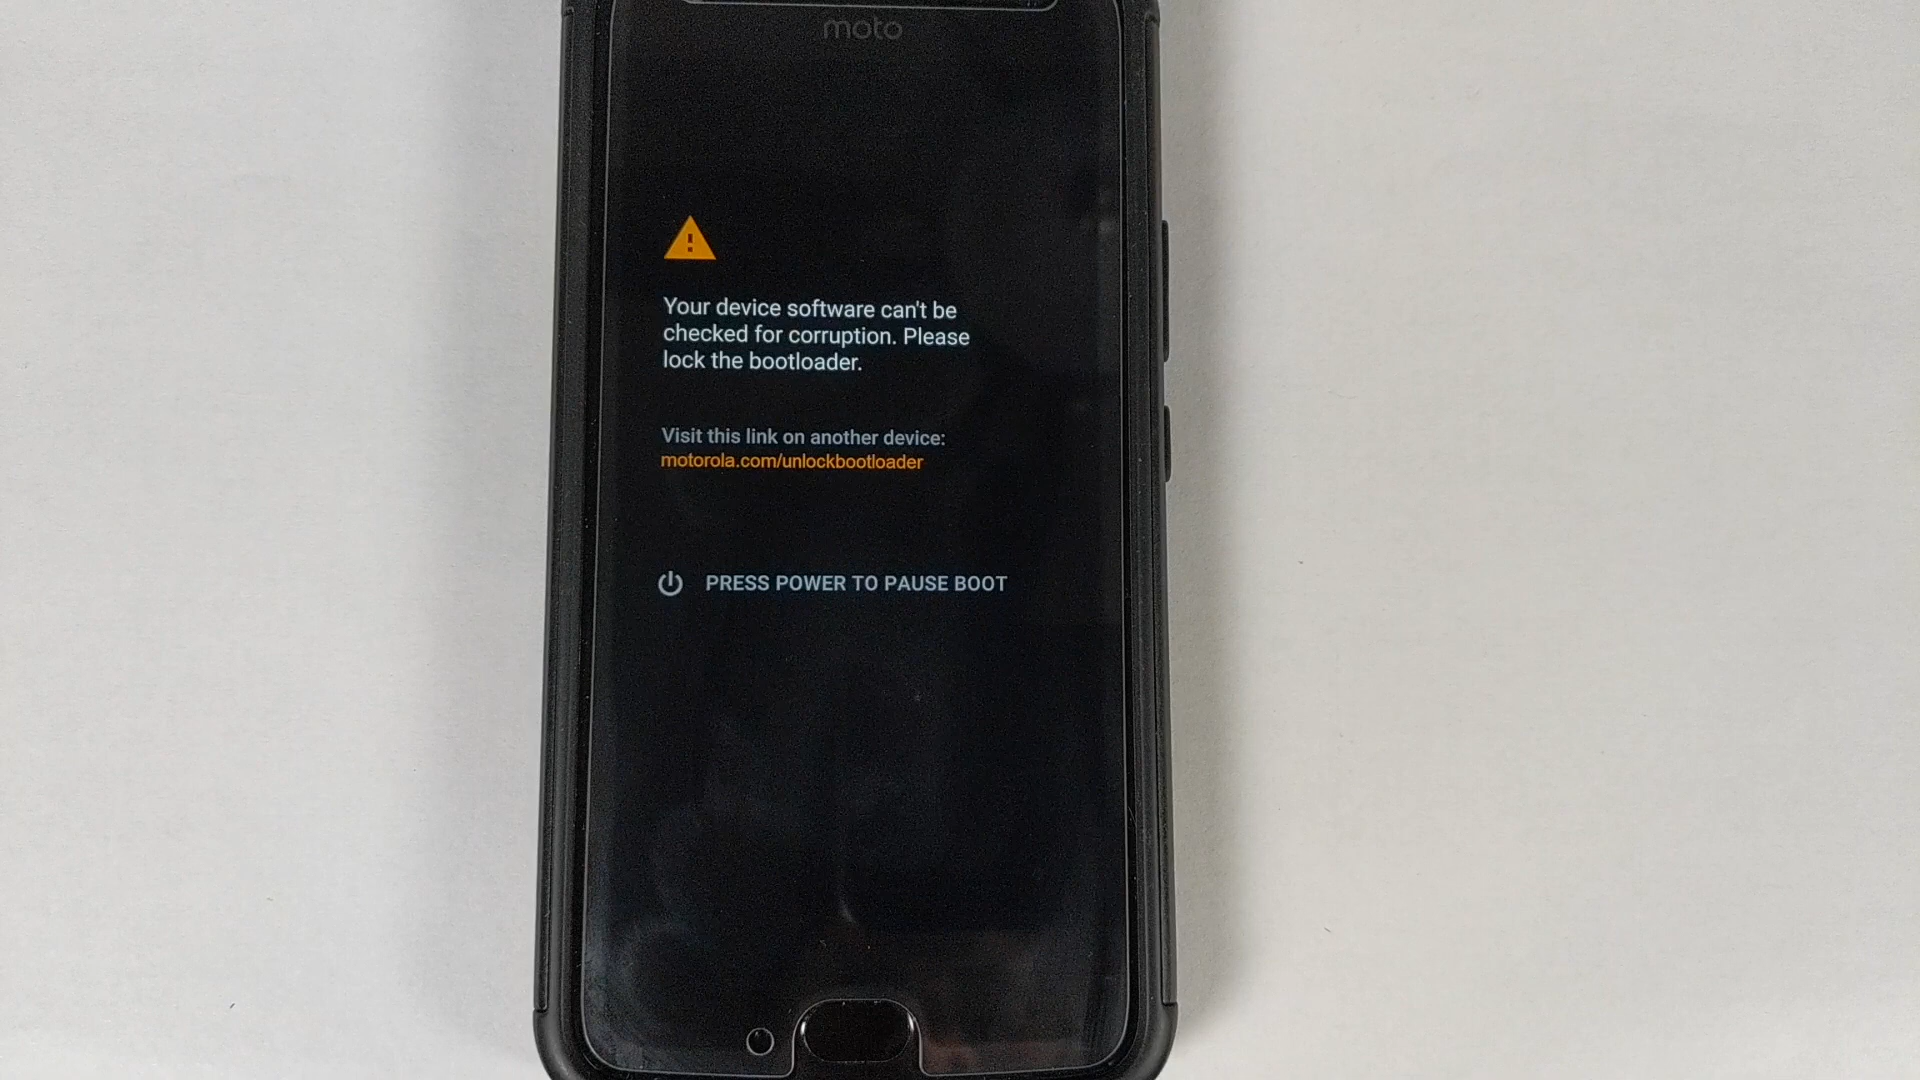 moto
Your device software can't be
checked for corruption. Please
lock the bootloader.
Visit this link on another device:
motorola.com/unlockbootloader
PRESS POWER TO PAUSE BOOT